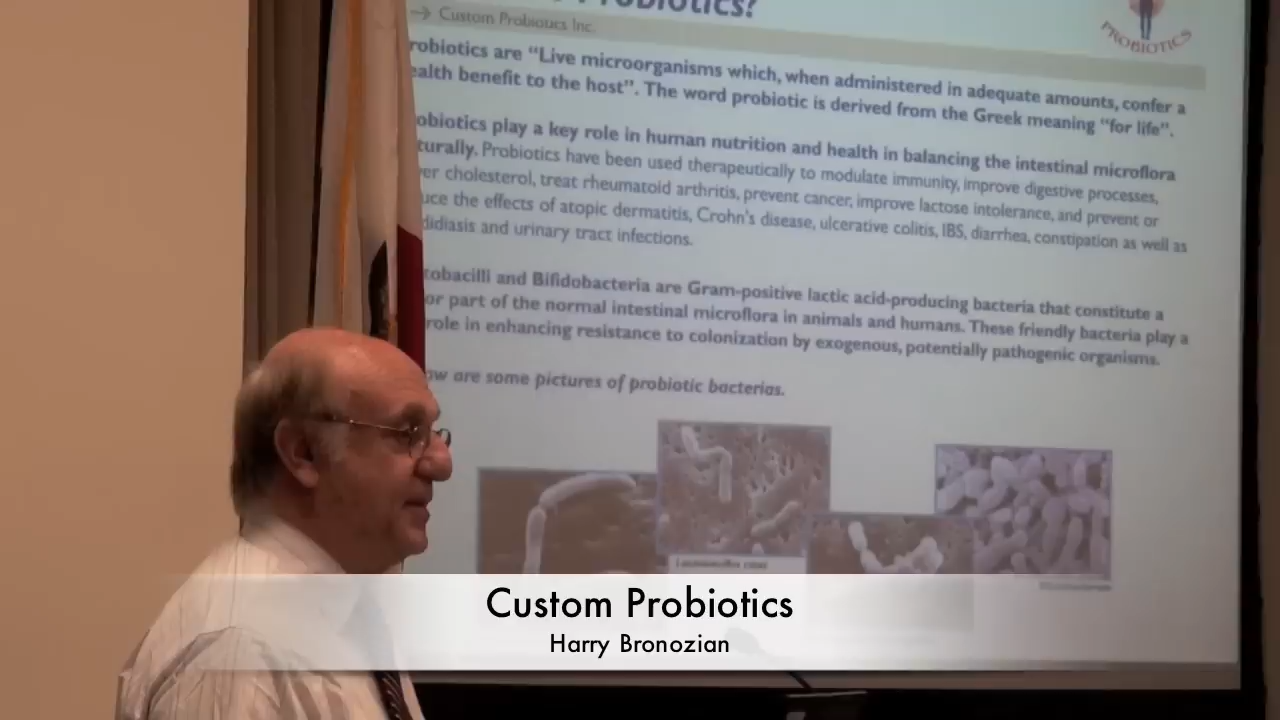 Probiotics?
→ Custom Probiotics Inc.
PROBIOTICS
robiotics are “Live microorganisms which, when administered in adequate amounts, confer a
ealth benefit to the host”. The word probiotic is derived from the Greek meaning “for life”.
obiotics play a key role in human nutrition and health in balancing the intestinal microflora
turally. Probiotics have been used therapeutically to modulate immunity, improve digestive processes,
er cholesterol, treat rheumatoid arthritis, prevent cancer, improve lactose intolerance, and prevent or
uce the effects of atopic dermatitis, Crohn's disease, ulcerative colitis, IBS, diarrhea, constipation as well as
didiasis and urinary tract infections.
tobacilli and Bifidobacteria are Gram-positive lactic acid-producing bacteria that constitute a
or part of the normal intestinal microflora in animals and humans. These friendly bacteria play a
role in enhancing resistance to colonization by exogenous, potentially pathogenic organisms.
ow are some pictures of probiotic bacterias.
Custom Probiotics
Harry Bronozian